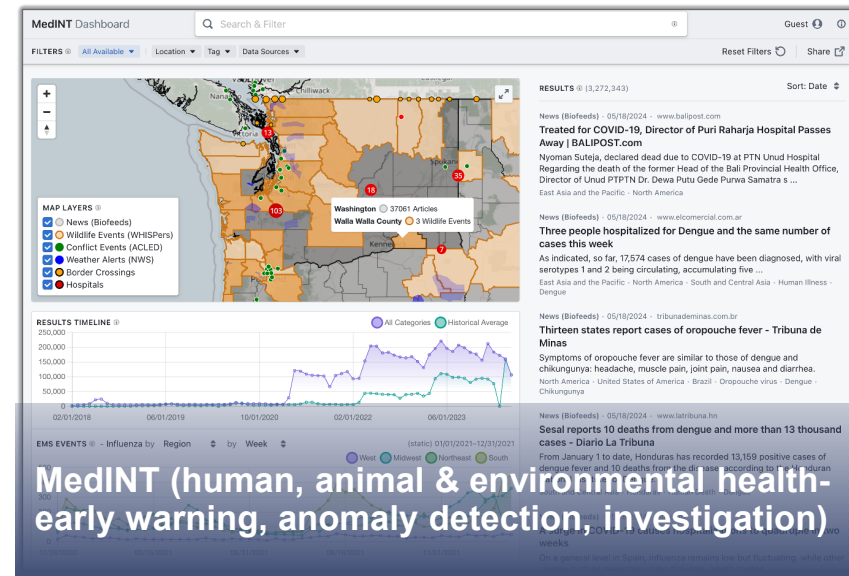 MedINT Dashboard
Search & Filter
Guest
FILTERS
All Available
Location
Tag
Data Sources
Reset Filters
Share
Chilliwack
Nana
ictoria
Spokan
13
35
18
103
7
Kenne
Washington 37061 Articles
Walla Walla County 3 Wildlife Events
MAP LAYERS
News (Biofeeds)
Wildlife Events (WHISPers)
Conflict Events (ACLED)
Weather Alerts (NWS)
Border Crossings
Hospitals
RESULTS TIMELINE
All Categories
Historical Average
250,000
200,000
150,000
100,000
50,000
0
02/01/2018
06/01/2019
10/01/2020
02/01/2022
06/01/2023
EMS EVENTS - Influenza by Region by Week
(static) 01/01/2021-12/31/2021
West
Midwest
Northeast
South
RESULTS (3,272,343)
Sort: Date
News (Biofeeds) · 05/18/2024 · www.balipost.com
Treated for COVID-19, Director of Puri Raharja Hospital Passes
Away | BALIPOST.com
Nyoman Suteja, declared dead due to COVID-19 at PTN Unud Hospital
Regarding the death of the former Head of the Bali Provincial Health Office,
Director of Unud PTPTN Dr. Dewa Putu Gede Purwa Samatra s ...
East Asia and the Pacific · North America
News (Biofeeds) · 05/18/2024 · www.elcomercial.com.ar
Three people hospitalized for Dengue and the same number of
cases this week
As indicated, so far, 17,574 cases of dengue have been diagnosed, with viral
serotypes 1 and 2 being circulating, accumulating five ...
East Asia and the Pacific · North America · South and Central Asia · Human Illness ·
Dengue
News (Biofeeds) · 05/18/2024 · tribunademinas.com.br
Thirteen states report cases of oropouche fever - Tribuna de
Minas
Symptoms of oropouche fever are similar to those of dengue and
chikungunya: headache, muscle pain, joint pain, nausea and diarrhea.
North America · United States of America · Brazil · Oropouche virus · Dengue ·
Chikungunya
News (Biofeeds) · 05/18/2024 · www.latribuna.hn
Sesal reports 10 deaths from dengue and more than 13 thousand
cases - Diario La Tribuna
From January 1 to date, Honduras has recorded 13,159 positive cases of
dengue fever and 10 deaths from the disease, according to the Honduran
MedINT (human, animal & environmental health-
early warning, anomaly detection, investigation)
weeks